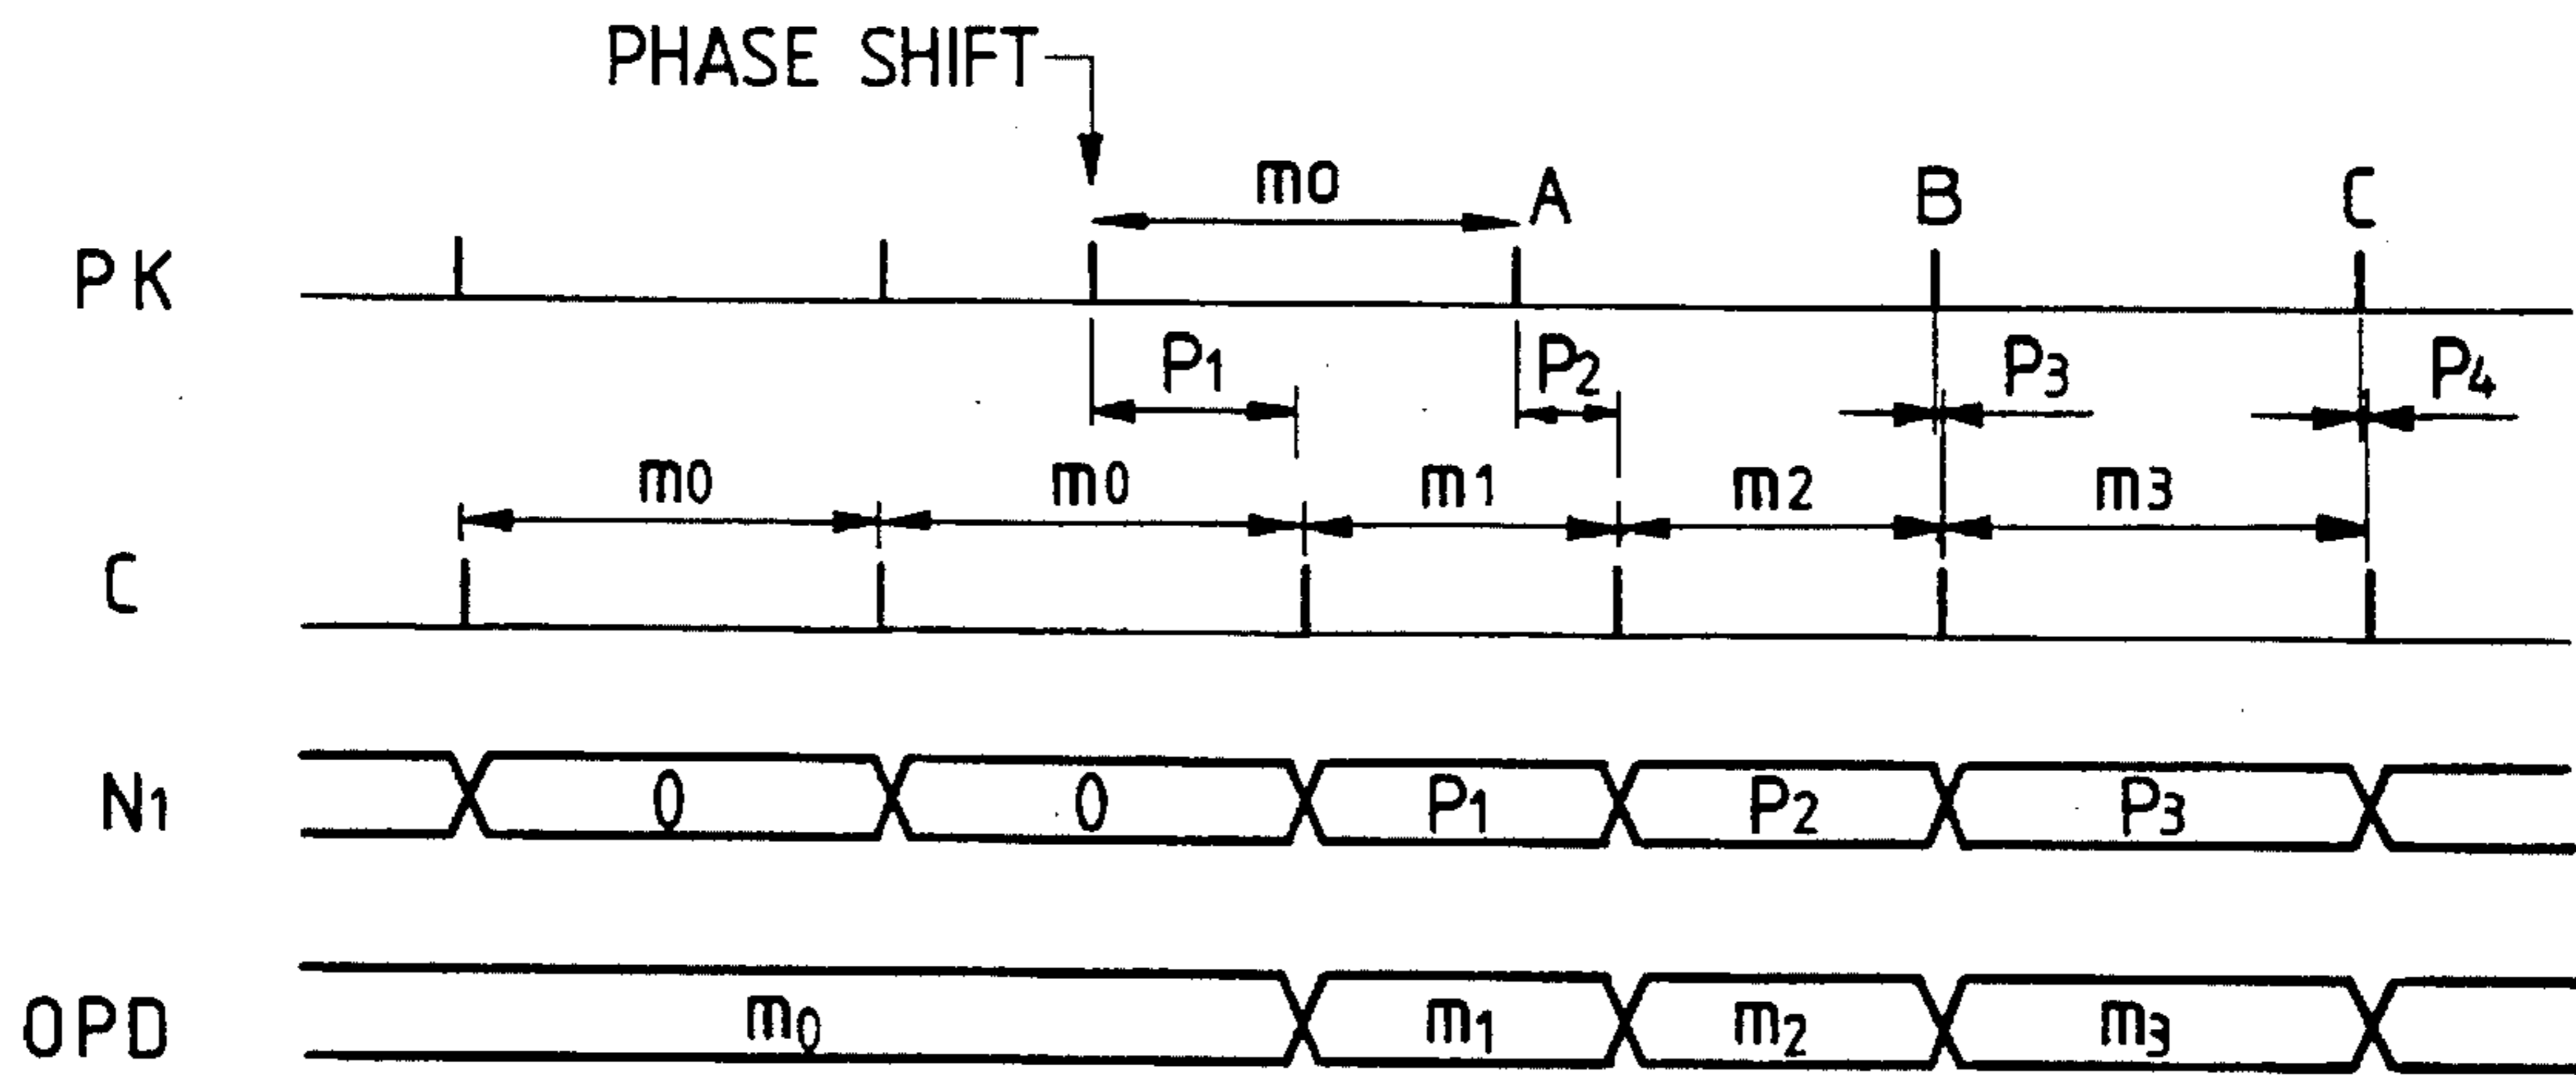 PHASE SHIFT
m0 A B C
PK
P1 P2 P3 P4
m0 m0 m1 m2 m3
C
N1 0 0 P1 P2 P3
OPD m0 m1 m2 m3